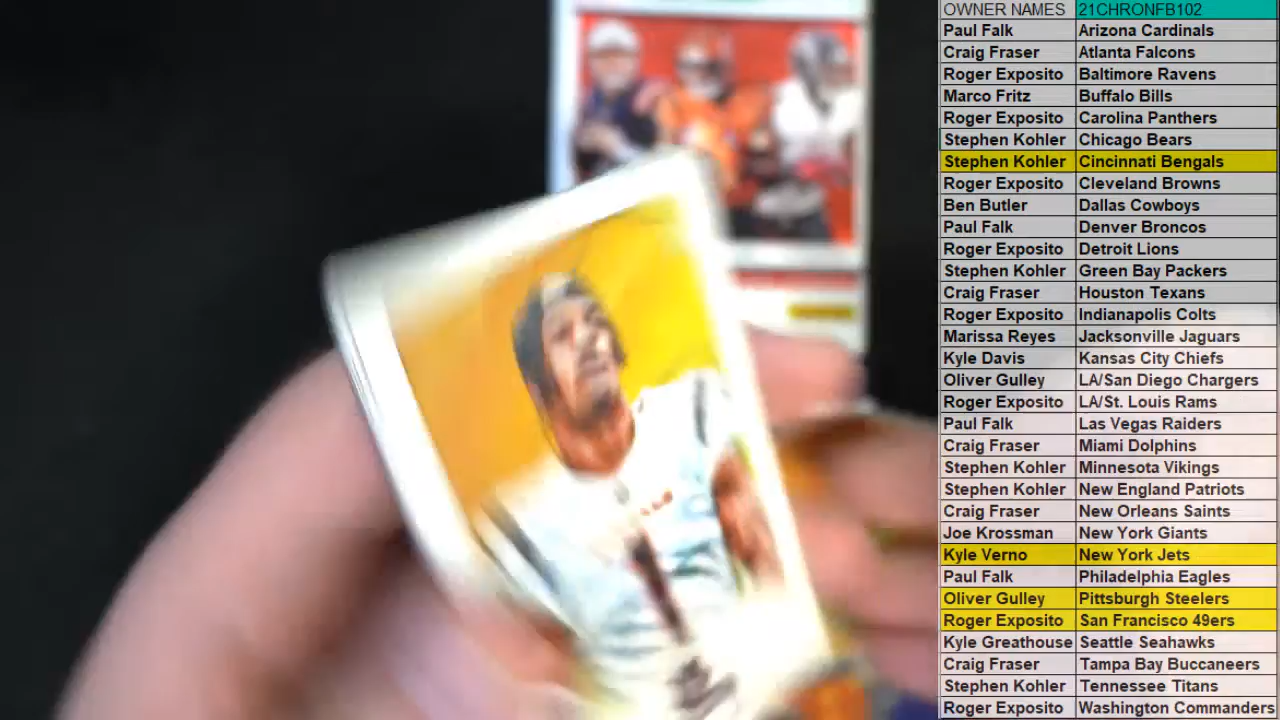 OWNER NAMES 21CHRONFB102
Paul Falk Arizona Cardinals
Craig Fraser Atlanta Falcons
Roger Exposito Baltimore Ravens
Marco Fritz Buffalo Bills
Roger Exposito Carolina Panthers
Stephen Kohler Chicago Bears
Stephen Kohler Cincinnati Bengals
Roger Exposito Cleveland Browns
Ben Butler Dallas Cowboys
Paul Falk Denver Broncos
Roger Exposito Detroit Lions
Stephen Kohler Green Bay Packers
Craig Fraser Houston Texans
Roger Exposito Indianapolis Colts
Marissa Reyes Jacksonville Jaguars
Kyle Davis Kansas City Chiefs
Oliver Gulley LA/San Diego Chargers
Roger Exposito LA/St. Louis Rams
Paul Falk Las Vegas Raiders
Craig Fraser Miami Dolphins
Stephen Kohler Minnesota Vikings
Stephen Kohler New England Patriots
Craig Fraser New Orleans Saints
Joe Krossman New York Giants
Kyle Verno New York Jets
Paul Falk Philadelphia Eagles
Oliver Gulley Pittsburgh Steelers
Roger Exposito San Francisco 49ers
Kyle Greathouse Seattle Seahawks
Craig Fraser Tampa Bay Buccaneers
Stephen Kohler Tennessee Titans
Roger Exposito Washington Commanders